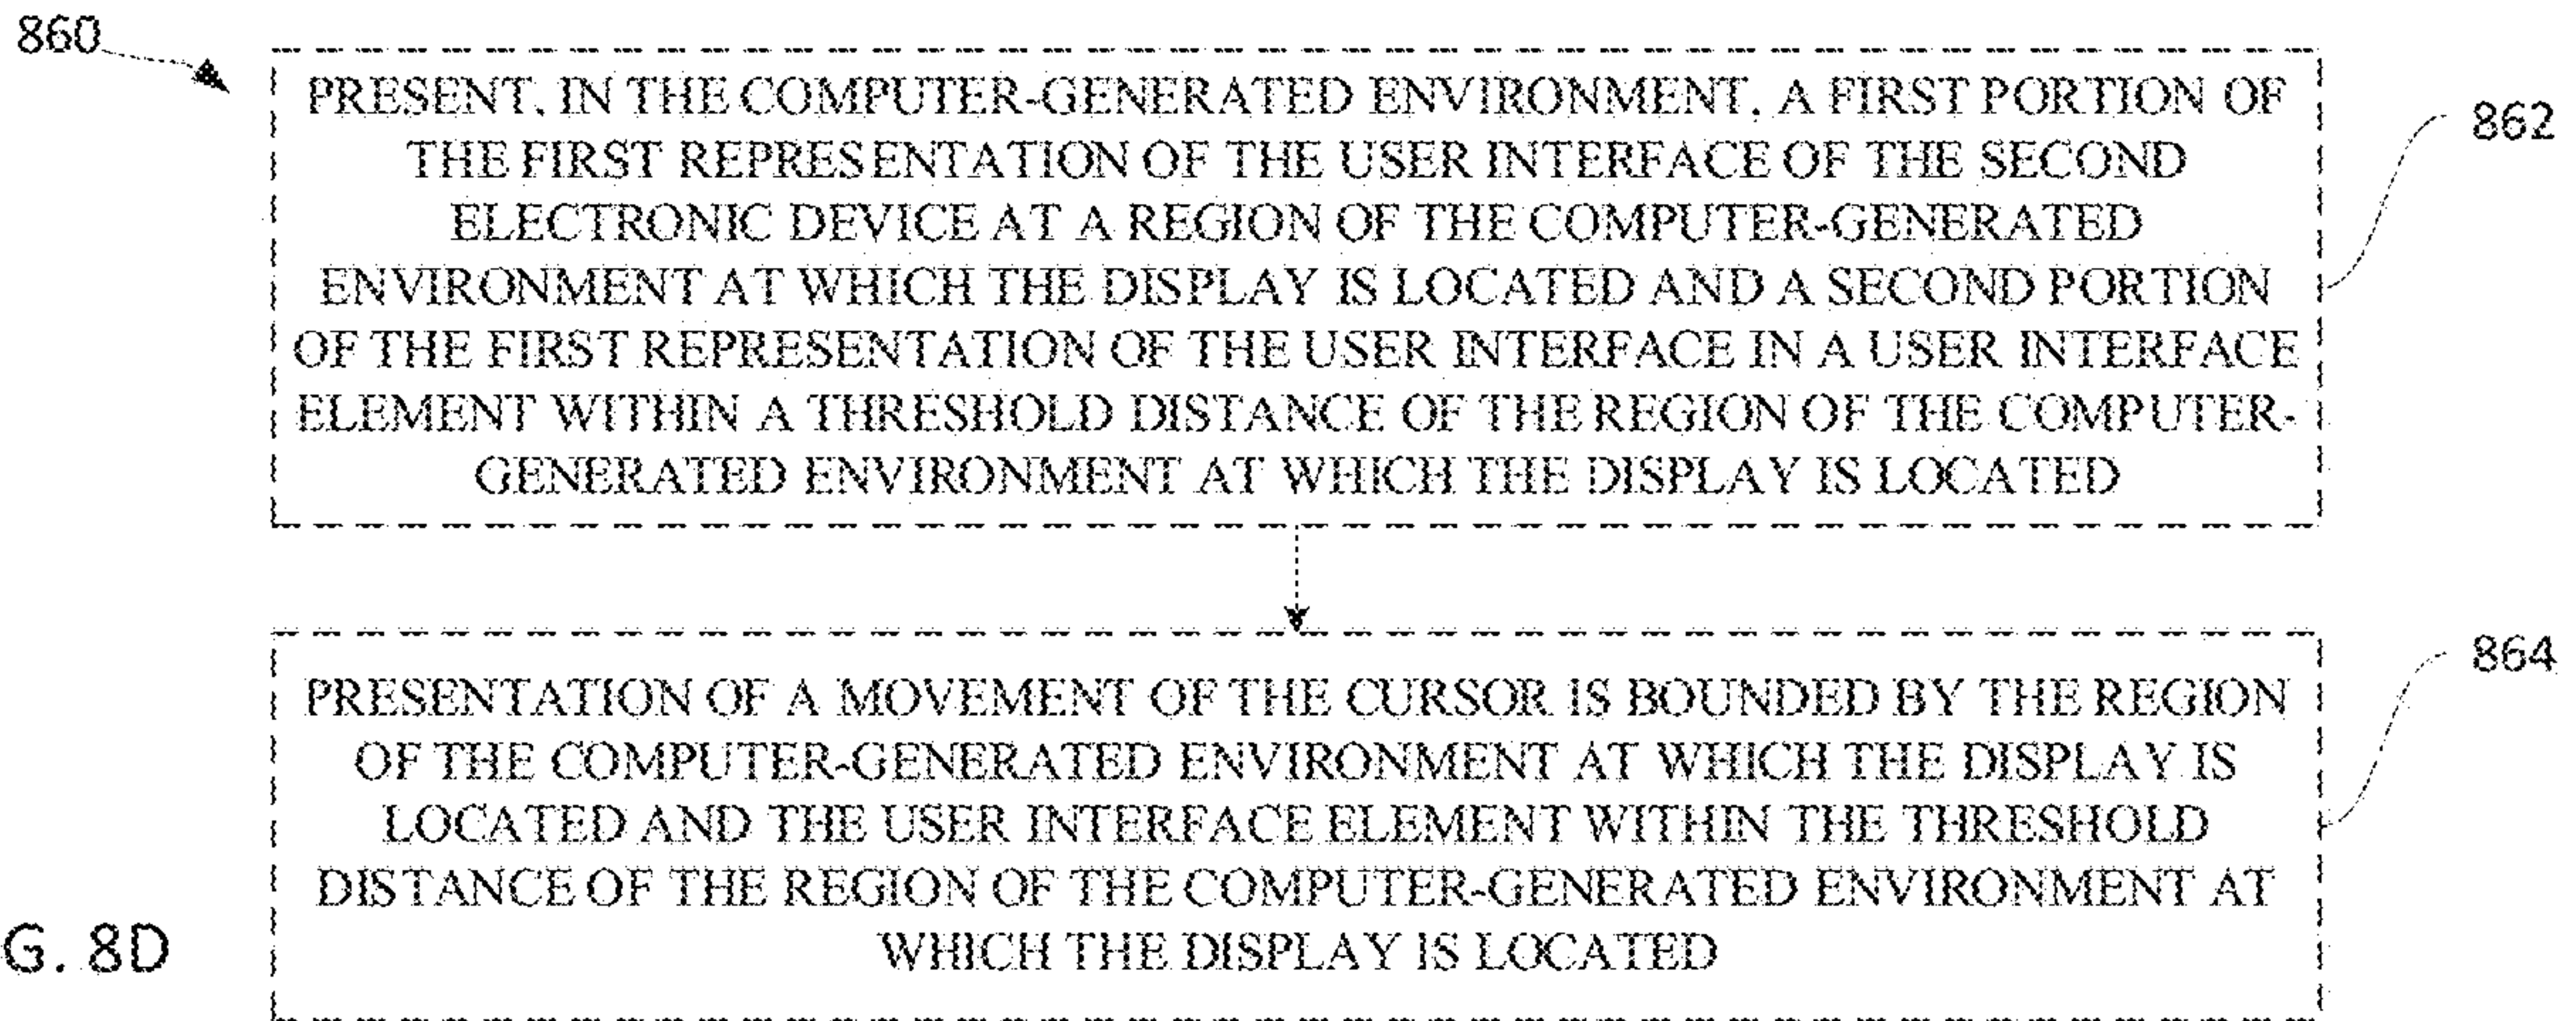 860
PRESENT, IN THE COMPUTER-GENERATED ENVIRONMENT, A FIRST PORTION OF
THE FIRST REPRESENTATION OF THE USER INTERFACE OF THE SECOND
ELECTRONIC DEVICE AT A REGION OF THE COMPUTER-GENERATED
ENVIRONMENT AT WHICH THE DISPLAY IS LOCATED AND A SECOND PORTION
OF THE FIRST REPRESENTATION OF THE USER INTERFACE IN A USER INTERFACE
ELEMENT WITHIN A THRESHOLD DISTANCE OF THE REGION OF THE COMPUTER-
GENERATED ENVIRONMENT AT WHICH THE DISPLAY IS LOCATED
862
PRESENTATION OF A MOVEMENT OF THE CURSOR IS BOUNDED BY THE REGION
OF THE COMPUTER-GENERATED ENVIRONMENT AT WHICH THE DISPLAY IS
LOCATED AND THE USER INTERFACE ELEMENT WITHIN THE THRESHOLD
DISTANCE OF THE REGION OF THE COMPUTER-GENERATED ENVIRONMENT AT
WHICH THE DISPLAY IS LOCATED
864
G. 8D